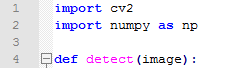 1 import cv2
2 import numpy as np
3
4 def detect(image):